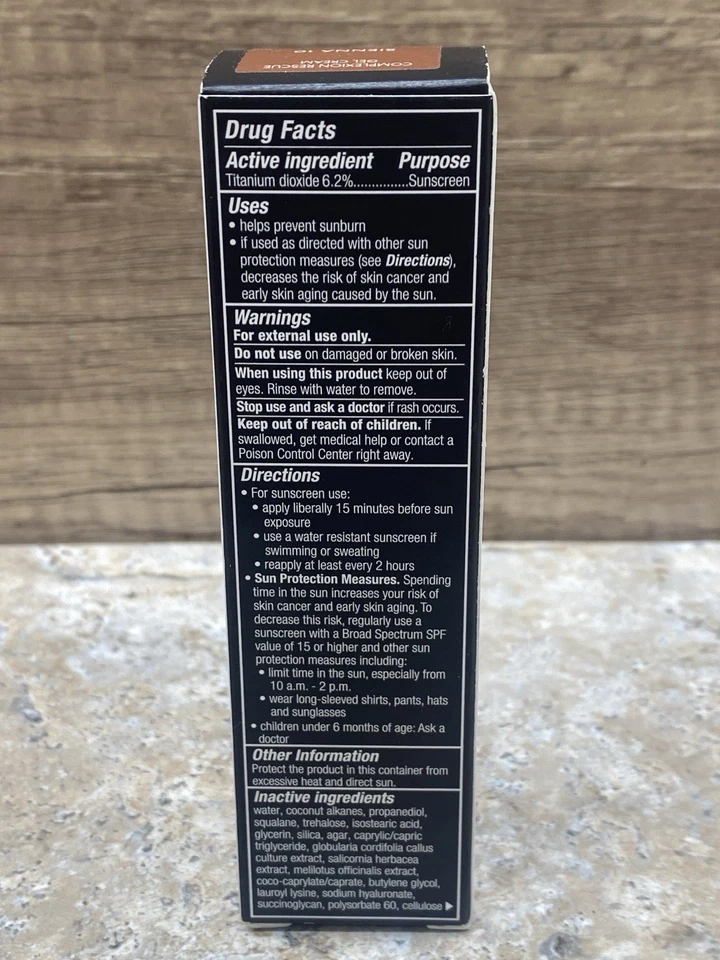 SIENNA 10
GEL CREAM
COMPLEXION RESCUE
Drug Facts
Active ingredient Purpose
Titanium dioxide 6.2%...............Sunscreen
Uses
• helps prevent sunburn
• if used as directed with other sun
protection measures (see Directions),
decreases the risk of skin cancer and
early skin aging caused by the sun.
Warnings
For external use only.
Do not use on damaged or broken skin.
When using this product keep out of
eyes. Rinse with water to remove.
Stop use and ask a doctor if rash occurs.
Keep out of reach of children. If
swallowed, get medical help or contact a
Poison Control Center right away.
Directions
• For sunscreen use:
• apply liberally 15 minutes before sun
exposure
• use a water resistant sunscreen if
swimming or sweating
• reapply at least every 2 hours
• Sun Protection Measures. Spending
time in the sun increases your risk of
skin cancer and early skin aging. To
decrease this risk, regularly use a
sunscreen with a Broad Spectrum SPF
value of 15 or higher and other sun
protection measures including:
• limit time in the sun, especially from
10 a.m. - 2 p.m.
• wear long-sleeved shirts, pants, hats
and sunglasses
• children under 6 months of age: Ask a
doctor
Other Information
Protect the product in this container from
excessive heat and direct sun.
Inactive ingredients
water, coconut alkanes, propanediol,
squalane, trehalose, isostearic acid,
glycerin, silica, agar, caprylic/capric
triglyceride, globularia cordifolia callus
culture extract, salicornia herbacea
extract, melilotus officinalis extract,
coco-caprylate/caprate, butylene glycol,
lauroyl lysine, sodium hyaluronate,
succinoglycan, polysorbate 60, cellulose ▶